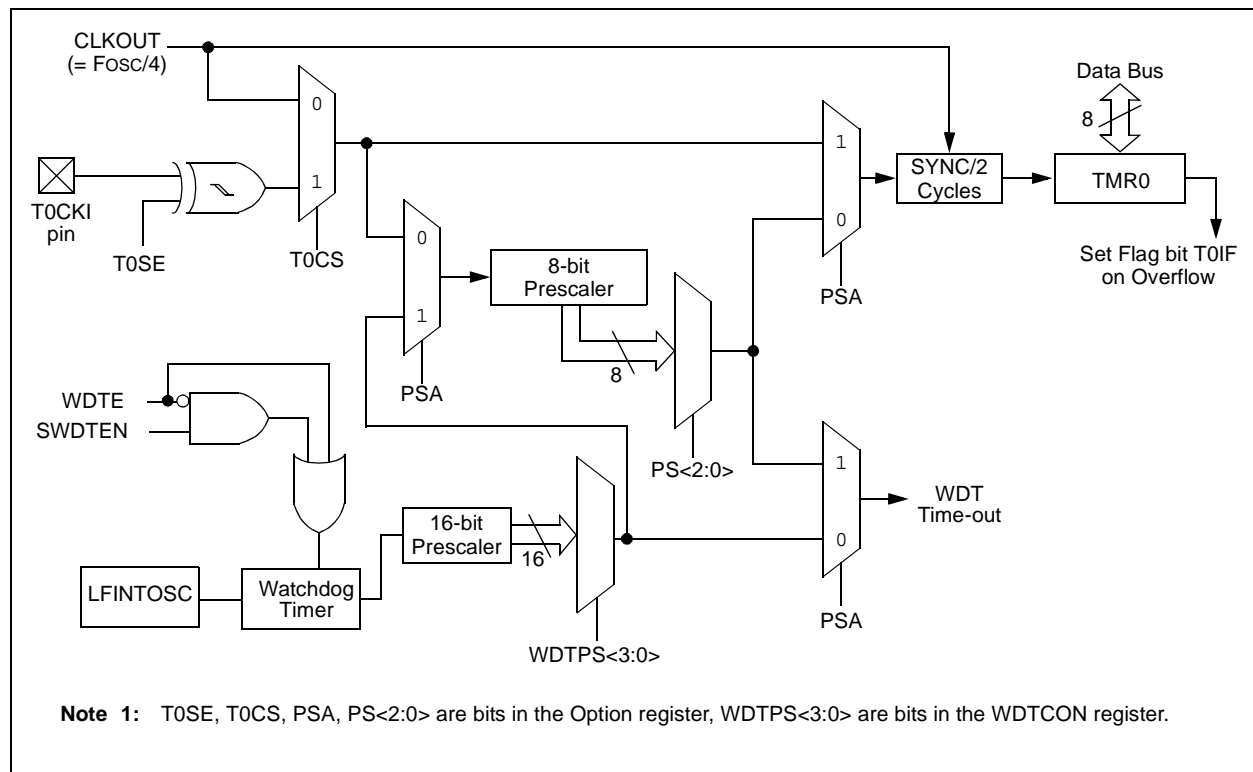 CLKOUT
(= FOSC/4)
0
1
T0CKI
pin
T0SE
T0CS
0
1
PSA
8-bit
Prescaler
8
PS<2:0>
1
0
PSA
SYNC/2
Cycles
Data Bus
8
TMR0
Set Flag bit T0IF
on Overflow
WDTE
SWDTEN
LFINTOSC
Watchdog
Timer
16-bit
Prescaler
16
WDTPS<3:0>
1
0
PSA
WDT
Time-out
Note 1: T0SE, T0CS, PSA, PS<2:0> are bits in the Option register, WDTPS<3:0> are bits in the WDTCON register.